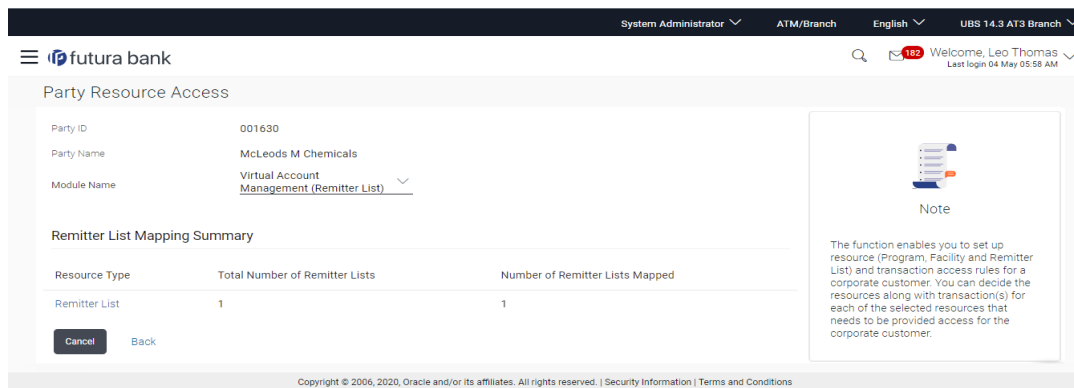 System Administrator ATM/Branch English UBS 14.3 AT3 Branch
futura bank 182 Welcome, Leo Thomas
Last login 04 May 05:58 AM
Party Resource Access
Party ID 001630
Party Name McLeods M Chemicals
Module Name Virtual Account
Management (Remitter List)
Remitter List Mapping Summary
Resource Type Total Number of Remitter Lists Number of Remitter Lists Mapped
Remitter List 1 1
Cancel Back
Note
The function enables you to set up
resource (Program, Facility and Remitter
List) and transaction access rules for a
corporate customer. You can decide the
resources along with transaction(s) for
each of the selected resources that
needs to be provided access for the
corporate customer.
Copyright © 2006, 2020, Oracle and/or its affiliates. All rights reserved. | Security Information | Terms and Conditions